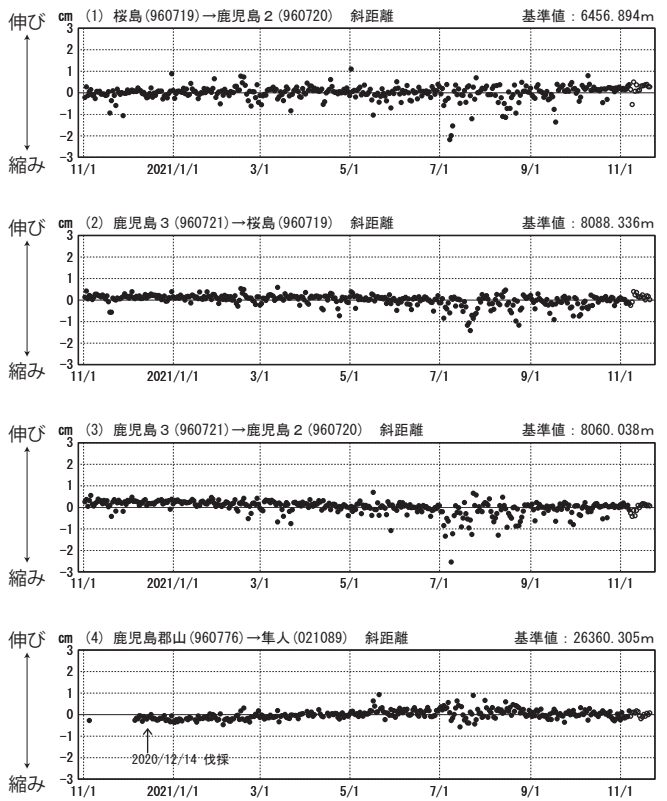 伸び cm (1) 桜島(960719)→鹿児島2(960720) 斜距離 基準値：6456.894m
3
2
1
0
-1
-2
縮み -3
11/1 2021/1/1 3/1 5/1 7/1 9/1 11/1
伸び cm (2) 鹿児島3(960721)→桜島(960719) 斜距離 基準値：8088.336m
3
2
1
0
-1
-2
縮み -3
11/1 2021/1/1 3/1 5/1 7/1 9/1 11/1
伸び cm (3) 鹿児島3(960721)→鹿児島2(960720) 斜距離 基準値：8060.038m
3
2
1
0
-1
-2
縮み -3
11/1 2021/1/1 3/1 5/1 7/1 9/1 11/1
伸び cm (4) 鹿児島郡山(960776)→隼人(021089) 斜距離 基準値：26360.305m
3
2
1
0
-1
-2
2020/12/14 伐採
縮み -3
11/1 2021/1/1 3/1 5/1 7/1 9/1 11/1